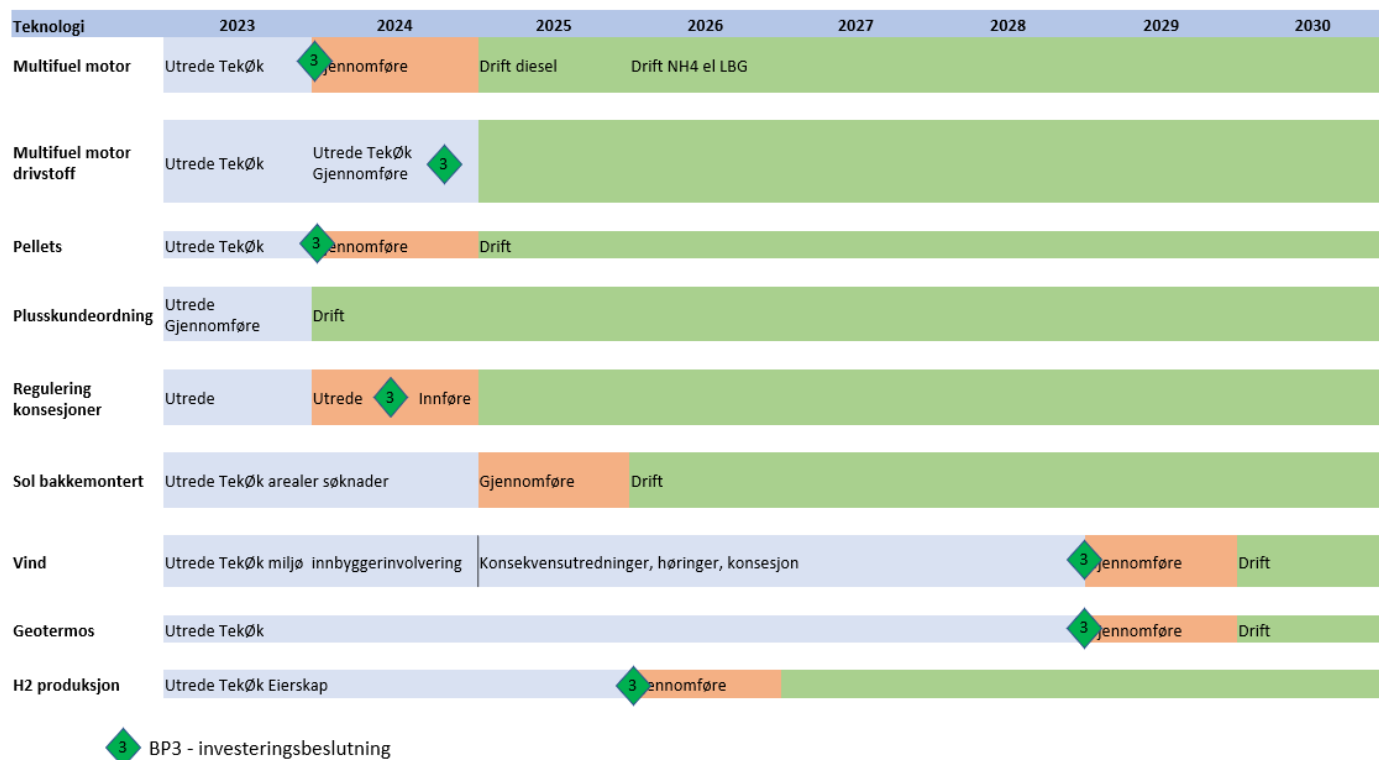 Teknologi 2023 2024 2025 2026 2027 2028 2029 2030
Multifuel motor Utrede TekØk 3 jennomføre Drift diesel Drift NH4 el LBG
Multifuel motor
drivstoff
Utrede TekØk
Utrede TekØk
Gjennomføre
3
Pellets Utrede TekØk 3 ennomføre Drift
Plusskundeordning
Utrede
Gjennomføre
Drift
Regulering
konsesjoner
Utrede Utrede 3 Innføre
Sol bakkemontert Utrede TekØk arealer søknader Gjennomføre Drift
Vind Utrede TekØk miljø innbyggerinvolvering Konsekvensutredninger, høringer, konsesjon 3 jennomføre Drift
Geotermos Utrede TekØk 3 jennomføre Drift
H2 produksjon Utrede TekØk Eierskap 3 ennomføre
3 BP3 - investeringsbeslutning